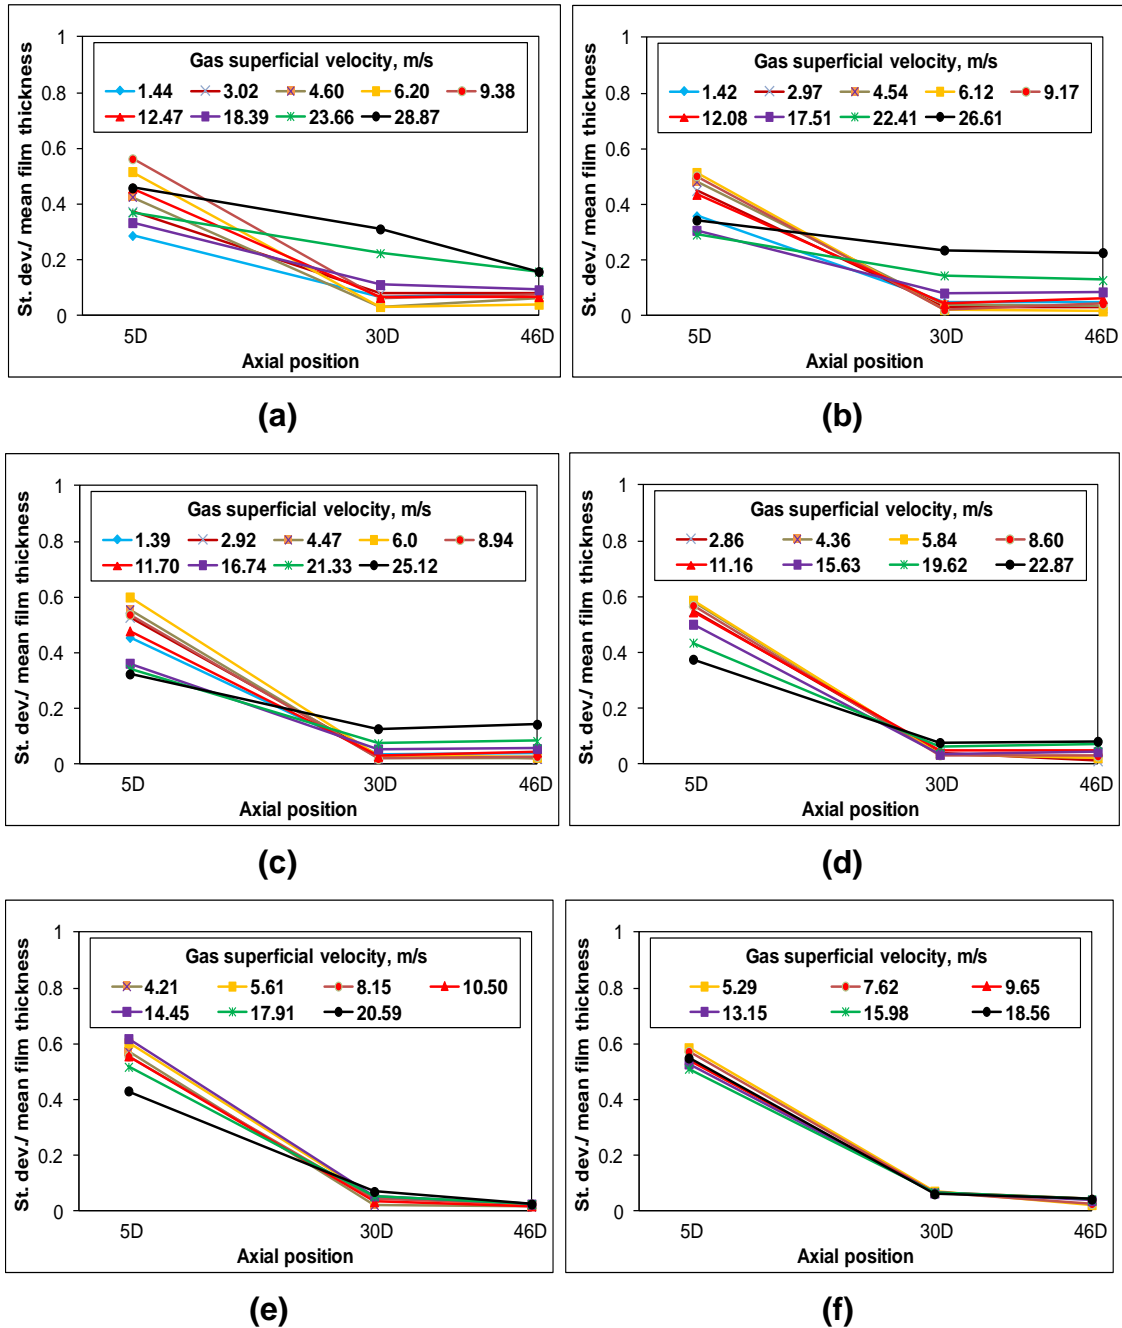 St. dev./ mean film thickness
1
0.8
0.6
0.4
0.2
0
Gas superficial velocity, m/s
1.44 3.02 4.60 6.20 9.38
12.47 18.39 23.66 28.87
5D 30D 46D
Axial position
(a)
St. dev./ mean film thickness
1
0.8
0.6
0.4
0.2
0
Gas superficial velocity, m/s
1.42 2.97 4.54 6.12 9.17
12.08 17.51 22.41 26.61
5D 30D 46D
Axial position
(b)
St. dev./ mean film thickness
1
0.8
0.6
0.4
0.2
0
Gas superficial velocity, m/s
1.39 2.92 4.47 6.0 8.94
11.70 16.74 21.33 25.12
5D 30D 46D
Axial position
(c)
St. dev./ mean film thickness
1
0.8
0.6
0.4
0.2
0
Gas superficial velocity, m/s
2.86 4.36 5.84 8.60
11.16 15.63 19.62 22.87
5D 30D 46D
Axial position
(d)
St. dev./ mean film thickness
1
0.8
0.6
0.4
0.2
0
Gas superficial velocity, m/s
4.21 5.61 8.15 10.50
14.45 17.91 20.59
5D 30D 46D
Axial position
(e)
St. dev./ mean film thickness
1
0.8
0.6
0.4
0.2
0
Gas superficial velocity, m/s
5.29 7.62 9.65
13.15 15.98 18.56
5D 30D 46D
Axial position
(f)